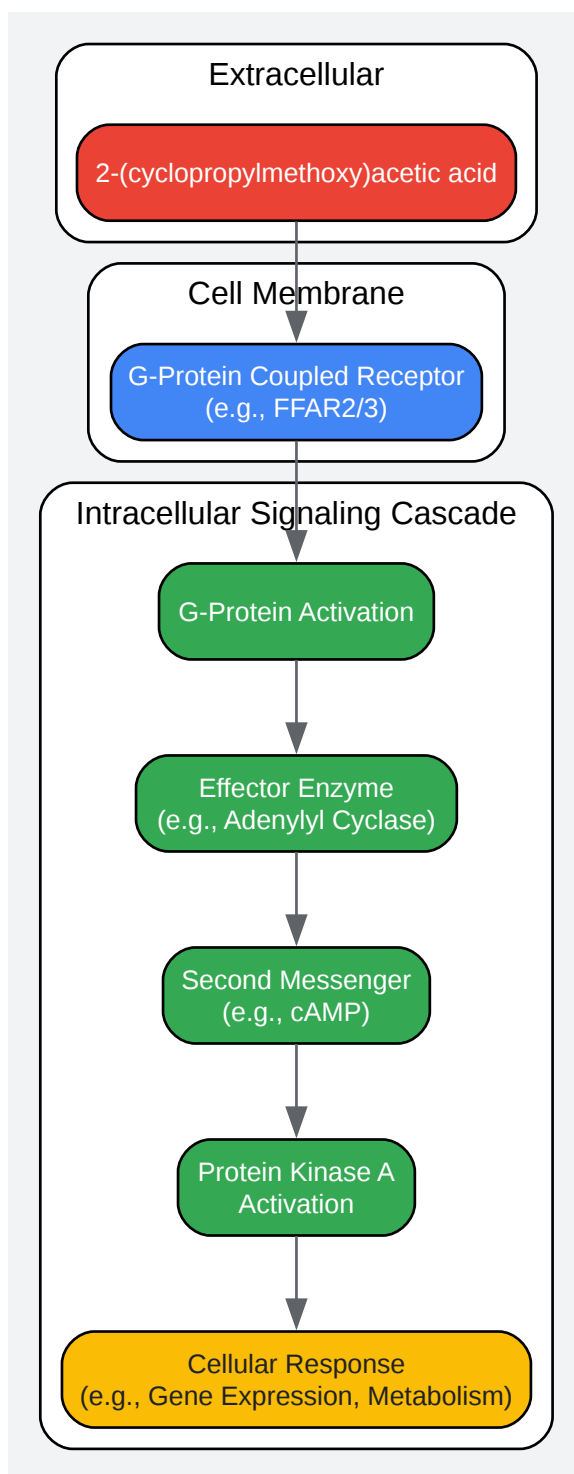 Extracellular
2-(cyclopropylmethoxy)acetic acid
Cell Membrane
G-Protein Coupled Receptor
(e.g., FFAR2/3)
Intracellular Signaling Cascade
G-Protein Activation
Effector Enzyme
(e.g., Adenylyl Cyclase)
Second Messenger
(e.g., cAMP)
Protein Kinase A
Activation
Cellular Response
(e.g., Gene Expression, Metabolism)